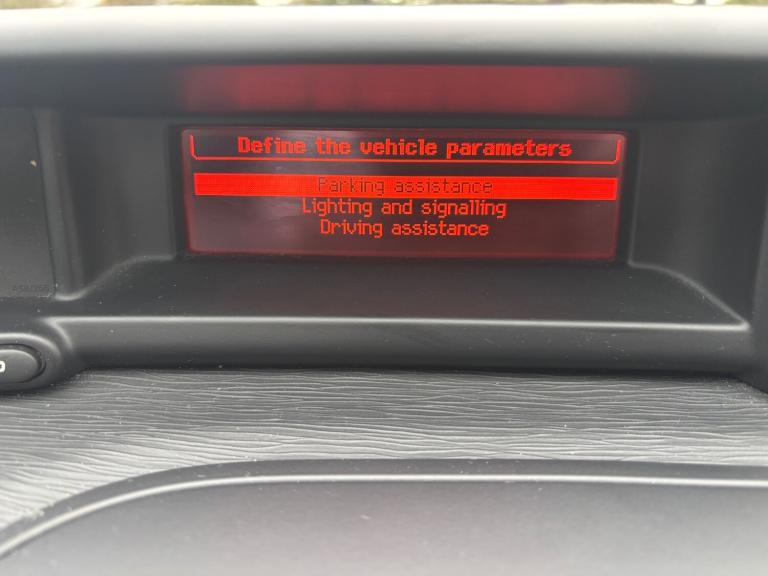 Define the vehicle parameters
Parking assistance
Lighting and signalling
Driving assistance